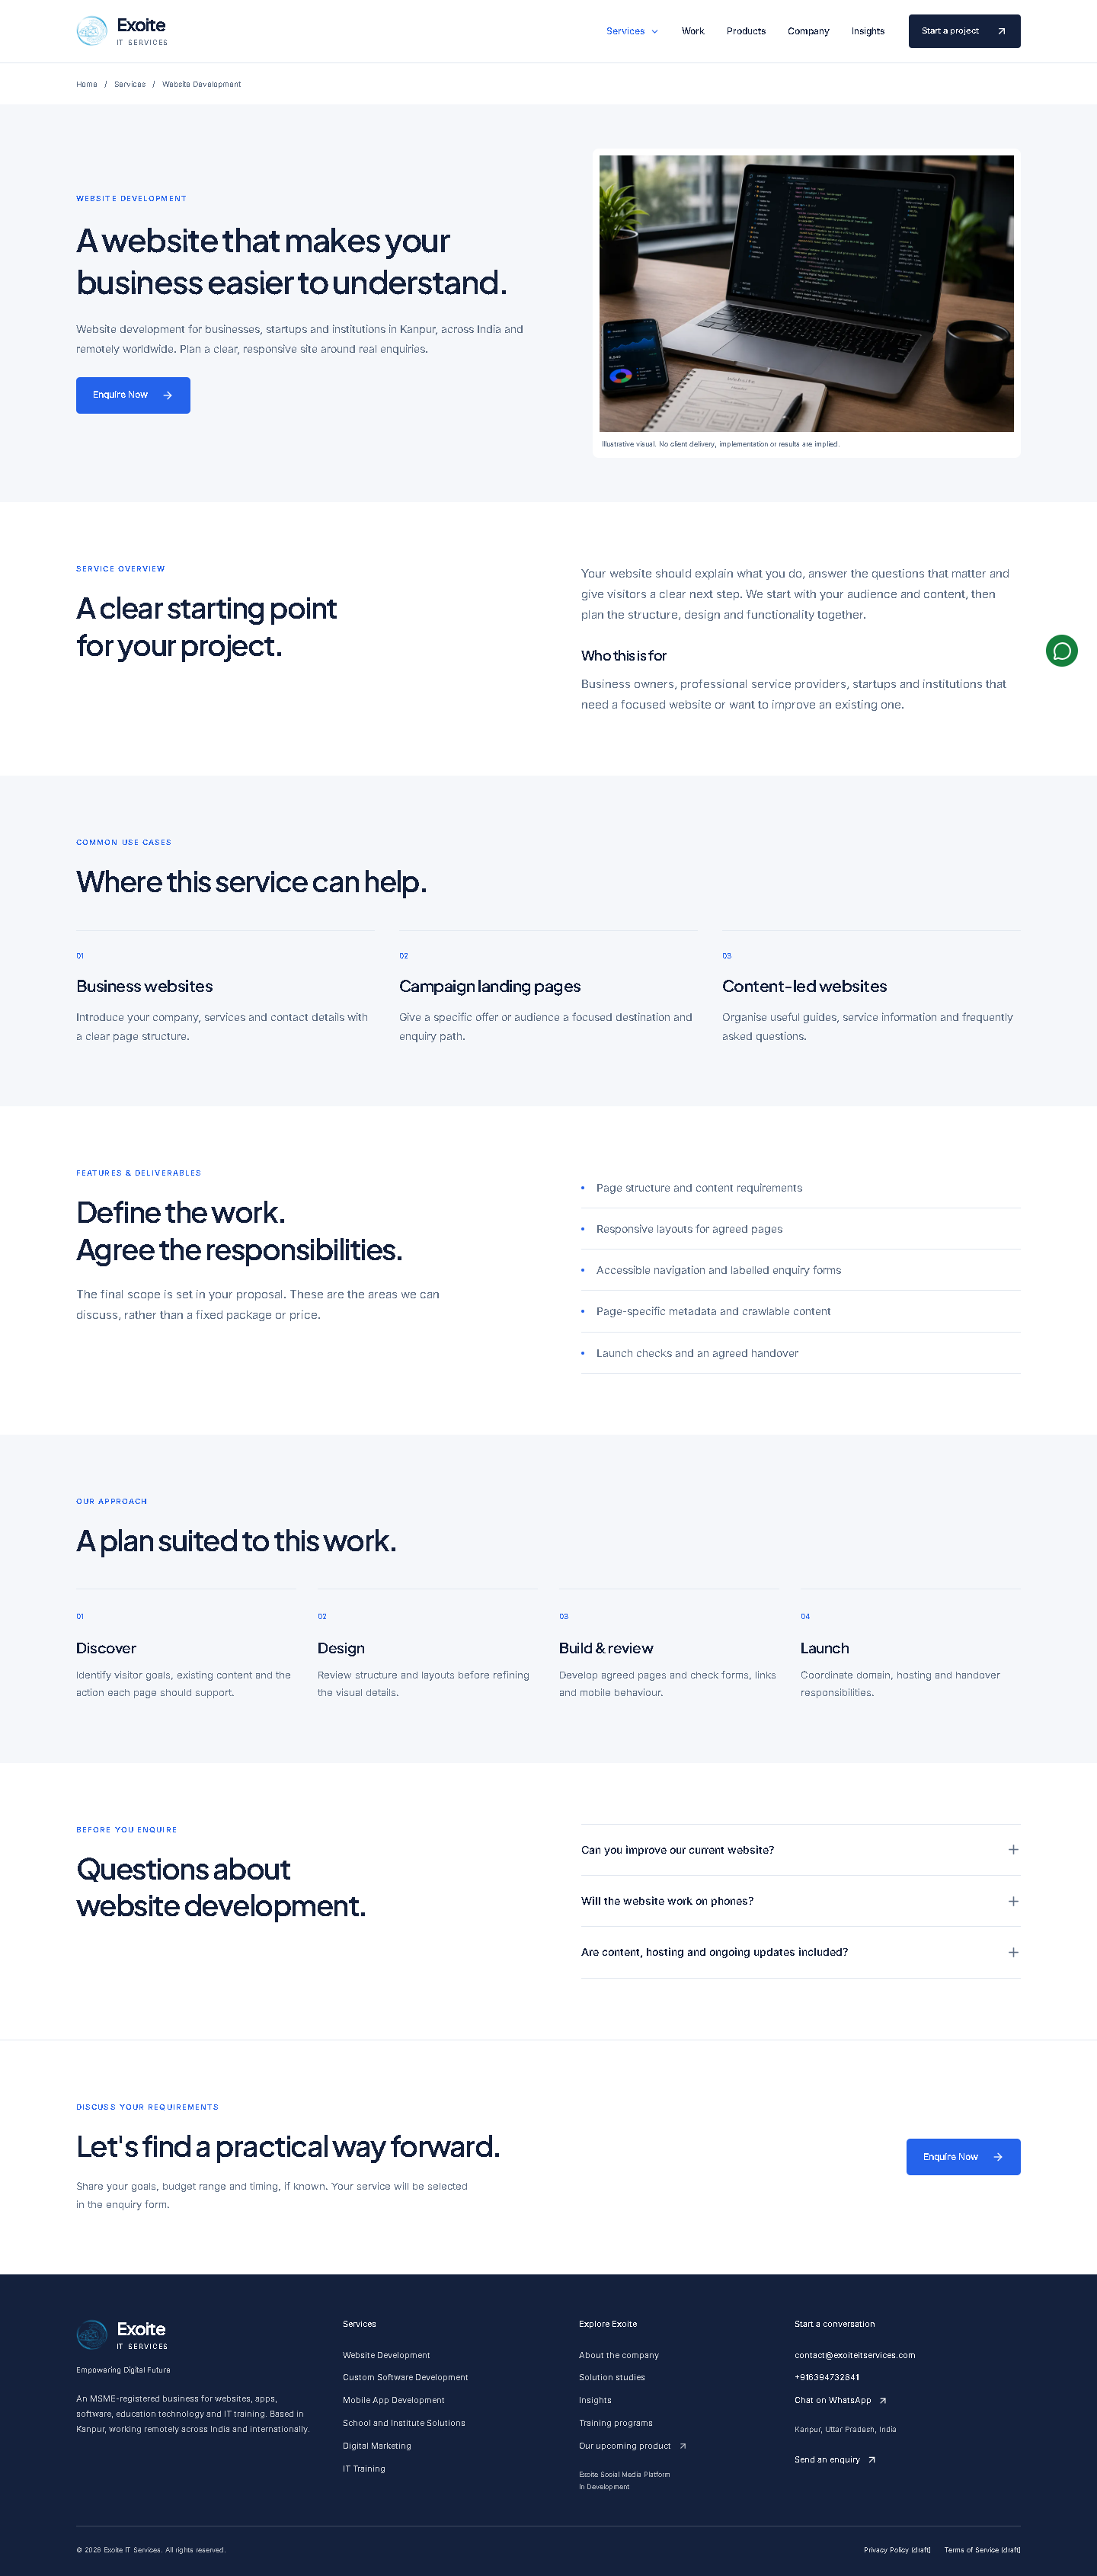 Exoite
IT SERVICES
Services
Work
Products
Company
Insights
Start a project
Home / Services / Website Development
WEBSITE DEVELOPMENT
A website that makes your
business easier to understand.
Website development for businesses, startups and institutions in Kanpur, across India and
remotely worldwide. Plan a clear, responsive site around real enquiries.
Enquire Now
Illustrative visual. No client delivery, implementation or results are implied.
SERVICE OVERVIEW
A clear starting point
for your project.
Your website should explain what you do, answer the questions that matter and
give visitors a clear next step. We start with your audience and content, then
plan the structure, design and functionality together.
Who this is for
Business owners, professional service providers, startups and institutions that
need a focused website or want to improve an existing one.
COMMON USE CASES
Where this service can help.
01
Business websites
Introduce your company, services and contact details with
a clear page structure.
02
Campaign landing pages
Give a specific offer or audience a focused destination and
enquiry path.
03
Content-led websites
Organise useful guides, service information and frequently
asked questions.
FEATURES & DELIVERABLES
Define the work.
Agree the responsibilities.
The final scope is set in your proposal. These are the areas we can
discuss, rather than a fixed package or price.
Page structure and content requirements
Responsive layouts for agreed pages
Accessible navigation and labelled enquiry forms
Page-specific metadata and crawlable content
Launch checks and an agreed handover
OUR APPROACH
A plan suited to this work.
01
Discover
Identify visitor goals, existing content and the
action each page should support.
02
Design
Review structure and layouts before refining
the visual details.
03
Build & review
Develop agreed pages and check forms, links
and mobile behaviour.
04
Launch
Coordinate domain, hosting and handover
responsibilities.
BEFORE YOU ENQUIRE
Questions about
website development.
Can you improve our current website?
Will the website work on phones?
Are content, hosting and ongoing updates included?
DISCUSS YOUR REQUIREMENTS
Let's find a practical way forward.
Share your goals, budget range and timing, if known. Your service will be selected
in the enquiry form.
Enquire Now
Exoite
IT SERVICES
Empowering Digital Future
An MSME-registered business for websites, apps,
software, education technology and IT training. Based in
Kanpur, working remotely across India and internationally.
Services
Website Development
Custom Software Development
Mobile App Development
School and Institute Solutions
Digital Marketing
IT Training
Explore Exoite
About the company
Solution studies
Insights
Training programs
Our upcoming product
Exoite Social Media Platform
In Development
Start a conversation
contact@exoiteitservices.com
+916394732841
Chat on WhatsApp
Kanpur, Uttar Pradesh, India
Send an enquiry
© 2026 Exoite IT Services. All rights reserved.
Privacy Policy (draft)
Terms of Service (draft)